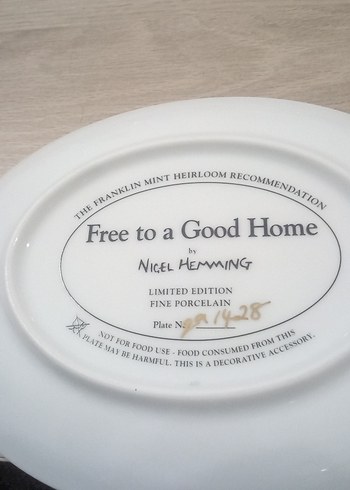 THE FRANKLIN MINT HEIRLOOM RECOMMENDATION
Free to a Good Home
by
NIGEL HEMMING
LIMITED EDITION
FINE PORCELAIN
Plate
NOT FOR FOOD USE - FOOD CONSUMED FROM THIS
PLATE MAY BE HARMFUL. THIS IS A DECORATIVE ACCESSORY.